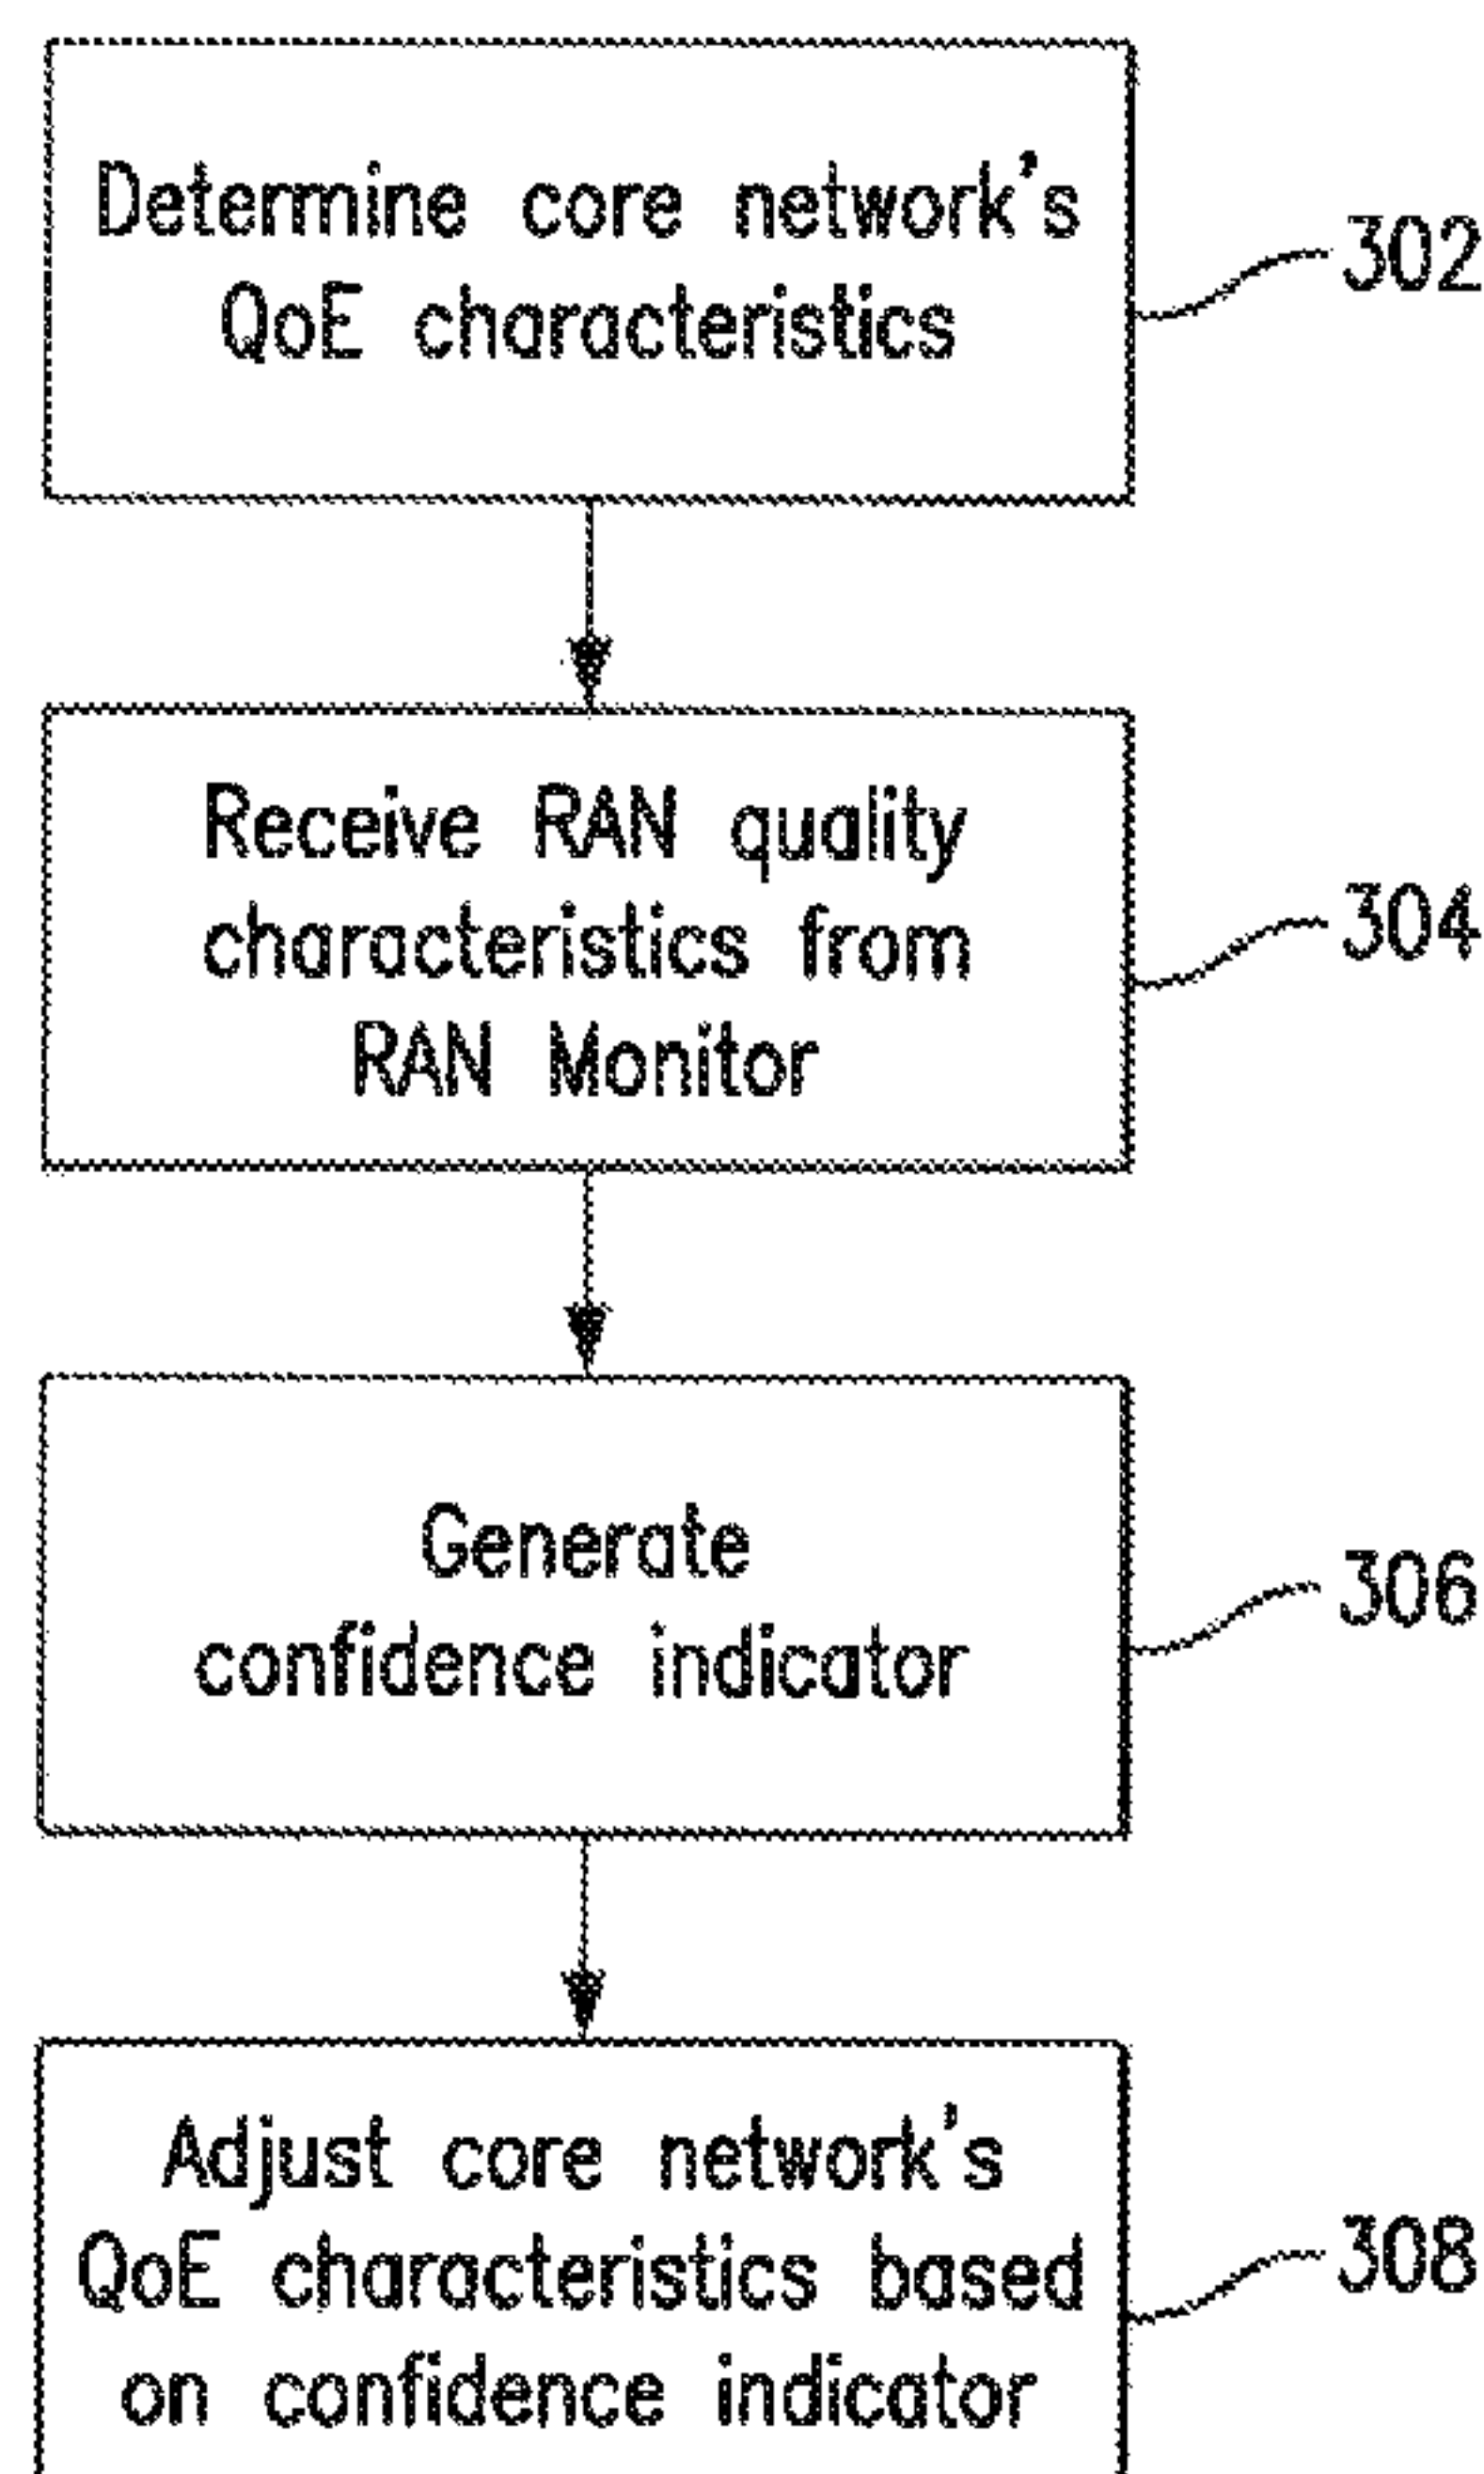 Determine core network's
QoE characteristics
302
Receive RAN quality
characteristics from
RAN Monitor
304
Generate
confidence indicator
306
Adjust core network's
QoE characteristics based
on confidence indicator
308